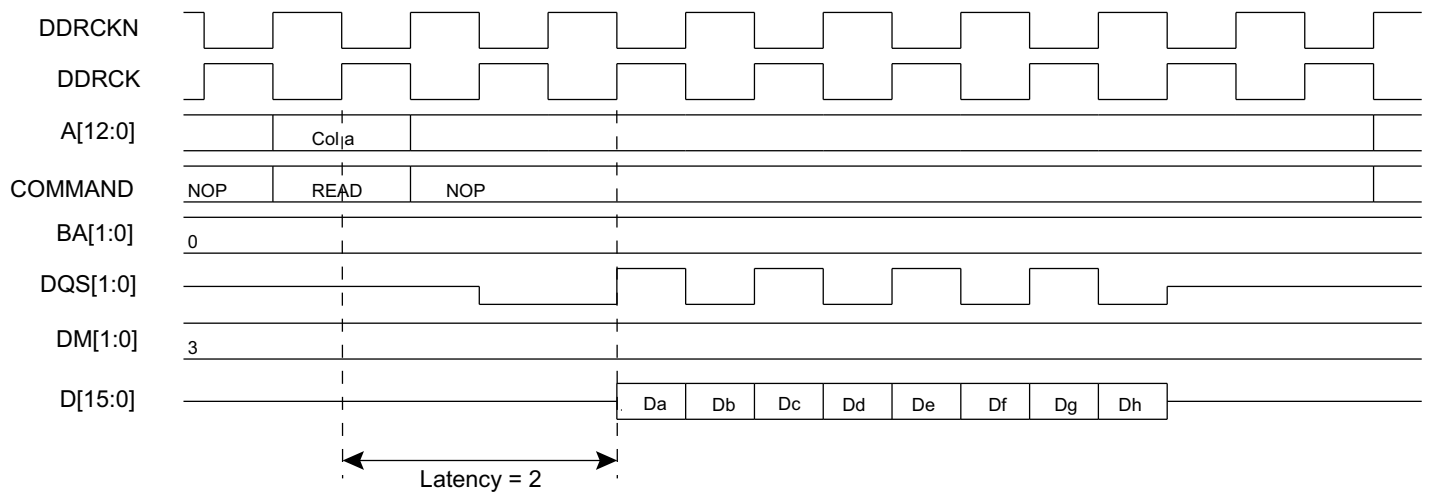 DDRCKN
DDRCK
A[12:0] Col a
COMMAND NOP READ NOP
BA[1:0] 0
DQS[1:0]
DM[1:0] 3
D[15:0] Da Db Dc Dd De Df Dg Dh
Latency = 2